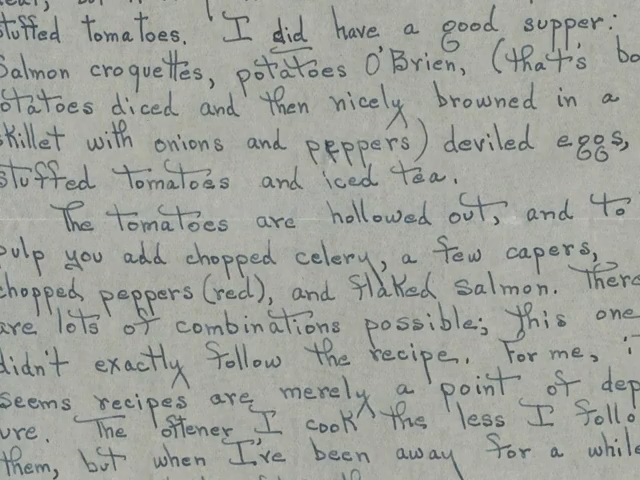 stuffed tomatoes. I did have a good supper:
Salmon croquettes, potatoes O'Brien, (that's bo
otatoes diced and then nicely browned in a
skillet with onions and peppers) deviled eggs,
stuffed tomatoes and iced tea.
The tomatoes are hollowed out, and to
pulp you add chopped celery, a few capers,
chopped peppers (red), and flaked salmon. There
are lots of combinations possible; this one
didn't exactly follow the recipe. For me, i
seems recipes are merely a point of dep
ure. The oftener I cook the less I follo
them, but when I've been away for a while